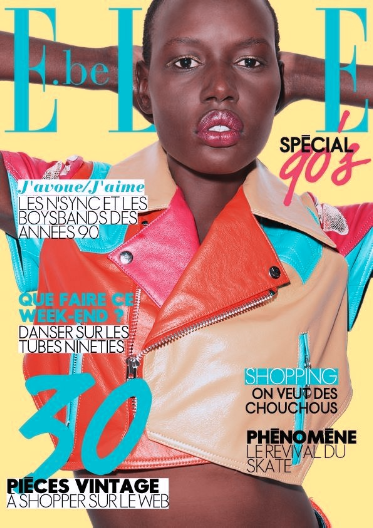 ELLE
.be
SPÉCIAL
90's
J'avoue/J'aime
LES N'SYNC ET LES
BOYSBANDS DES
ANNÉES 90
QUE FAIRE CE
WEEK-END ?
DANSER SUR LES
TUBES NINETIES
30
PIÈCES VINTAGE
À SHOPPER SUR LE WEB
SHOPPING
ON VEUT DES
CHOUCHOUS
PHÉNOMÈNE
LE REVIVAL DU
SKATE